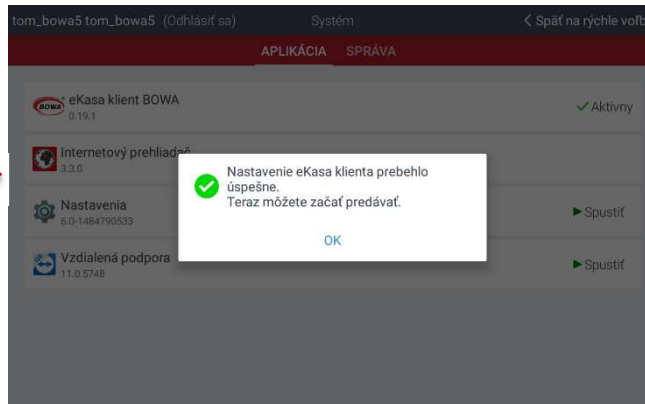 tom_bowa5 tom_bowa5 (Odhlásiť sa) Systém < Späť na rýchle voľb
APLIKÁCIA SPRÁVA
BOWA eKasa klient BOWA
0.19.1
Aktívny
Internetový prehliadač
3.3.0
Nastavenie eKasa klienta prebehlo
úspešne.
Teraz môžete začať predávať.
OK
Nastavenia
6.0-1484790533
Spustiť
Vzdialená podpora
11.0.5748
Spustiť